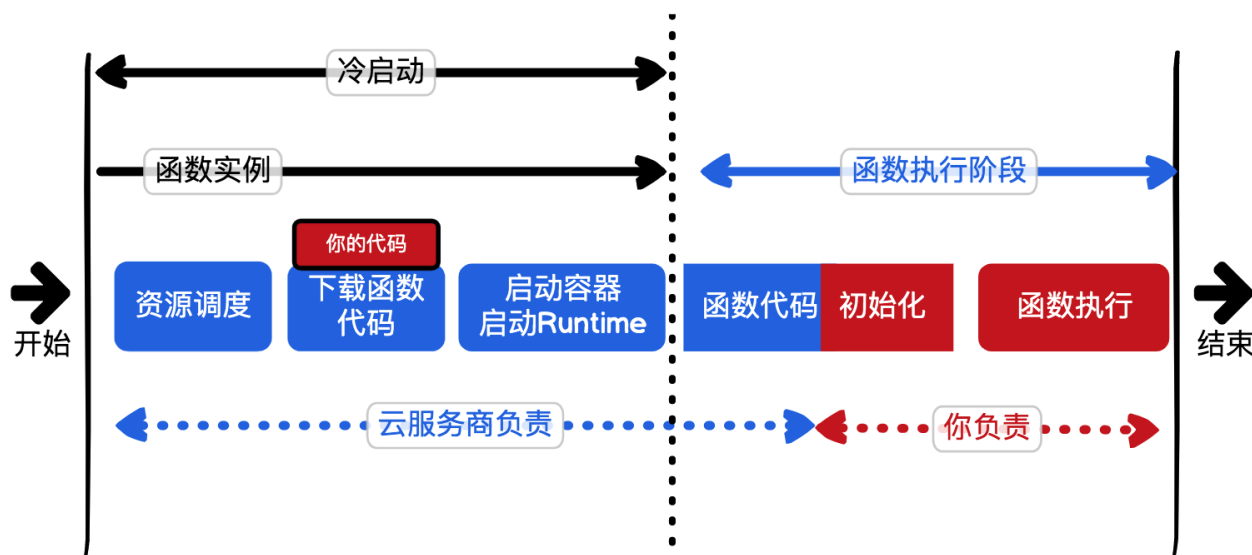 冷启动
函数实例
函数执行阶段
你的代码
资源调度
下载函数
代码
启动容器
启动Runtime
函数代码
初始化
函数执行
开始
结束
云服务商负责
你负责